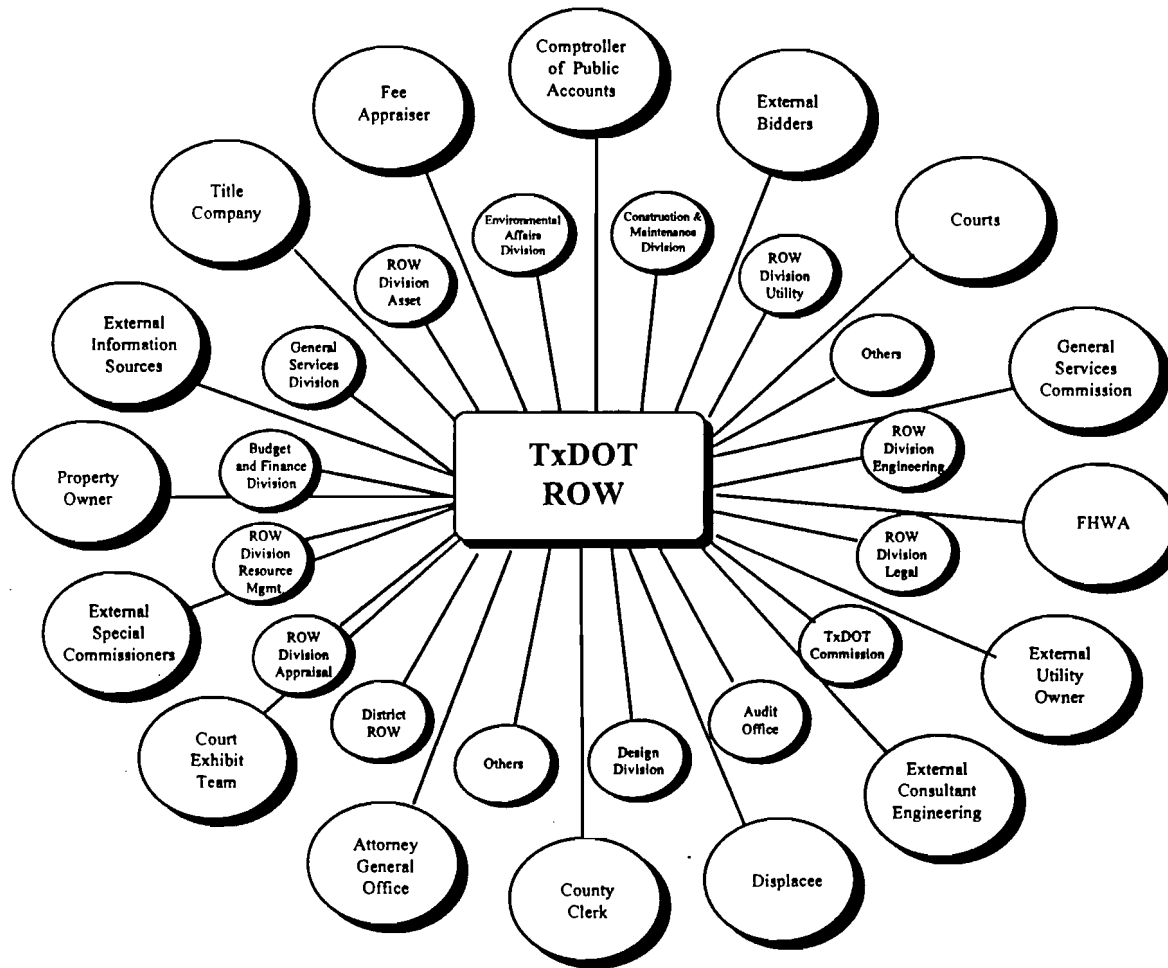 Comptroller
of Public
Accounts
Fee
Appraiser
External
Bidders
Title
Company
Courts
Environmental
Affairs
Division
Construction &
Maintenance
Division
ROW
Division
Asset
ROW
Division
Utility
External
Information
Sources
General
Services
Division
Others
General
Services
Commission
TxDOT
ROW
ROW
Division
Engineering
Property
Owner
Budget
and Finance
Division
FHWA
ROW
Division
Resource
Mgmt.
ROW
Division
Legal
External
Special
Commissioners
ROW
Division
Appraisal
TxDOT
Commission
External
Utility
Owner
Court
Exhibit
Team
District
ROW
Others
Design
Division
Audit
Office
External
Consultant
Engineering
Attorney
General
Office
County
Clerk
Displacee